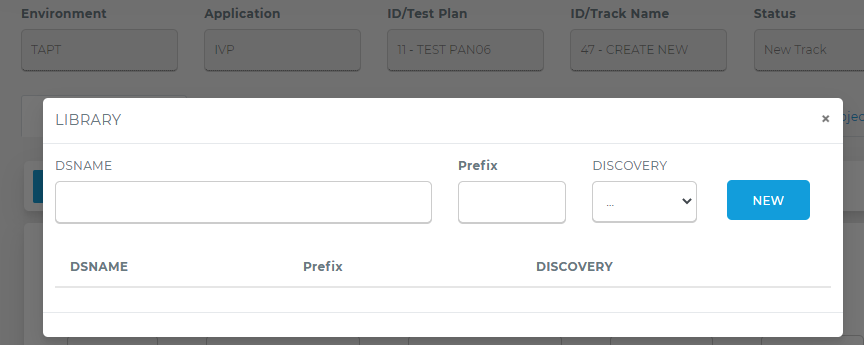 Environment Application ID/Test Plan ID/Track Name Status
TAPT IVP 11 - TEST PAN06 47 - CREATE NEW New Track
LIBRARY ×
DSNAME Prefix DISCOVERY
... NEW
DSNAME Prefix DISCOVERY